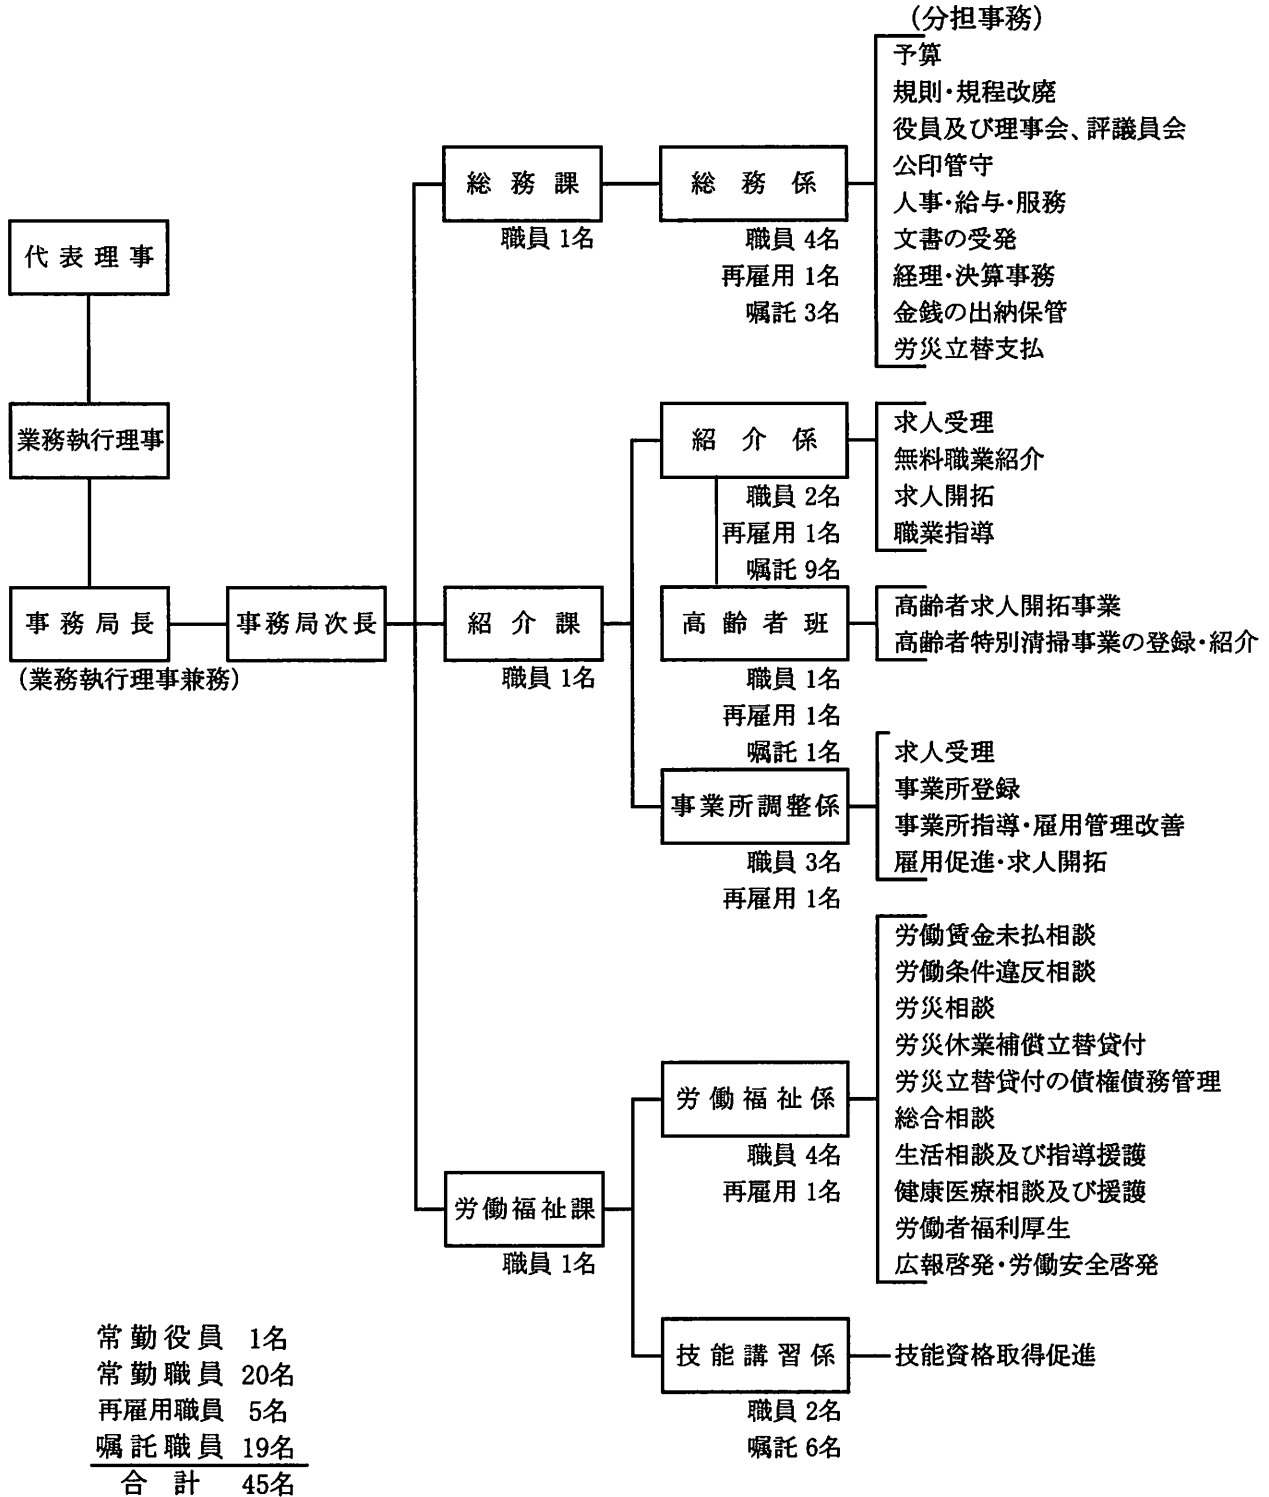 (分担事務)
代表理事
業務執行理事
事務局長
(業務執行理事兼務)
事務局次長
総務課
職員 1名
総務係
職員 4名
再雇用 1名
嘱託 3名
予算
規則・規程改廃
役員及び理事会、評議員会
公印管守
人事・給与・服務
文書の受発
経理・決算事務
金銭の出納保管
労災立替支払
紹介課
職員 1名
紹介係
職員 2名
再雇用 1名
嘱託 9名
求人受理
無料職業紹介
求人開拓
職業指導
高齢者班
職員 1名
再雇用 1名
嘱託 1名
高齢者求人開拓事業
高齢者特別清掃事業の登録・紹介
事業所調整係
職員 3名
再雇用 1名
求人受理
事業所登録
事業所指導・雇用管理改善
雇用促進・求人開拓
労働福祉課
職員 1名
労働福祉係
職員 4名
再雇用 1名
労働賃金未払相談
労働条件違反相談
労災相談
労災休業補償立替貸付
労災立替貸付の債権債務管理
総合相談
生活相談及び指導援護
健康医療相談及び援護
労働者福利厚生
広報啓発・労働安全啓発
技能講習係
職員 2名
嘱託 6名
技能資格取得促進
常勤役員 1名
常勤職員 20名
再雇用職員 5名
嘱託職員 19名
合計 45名